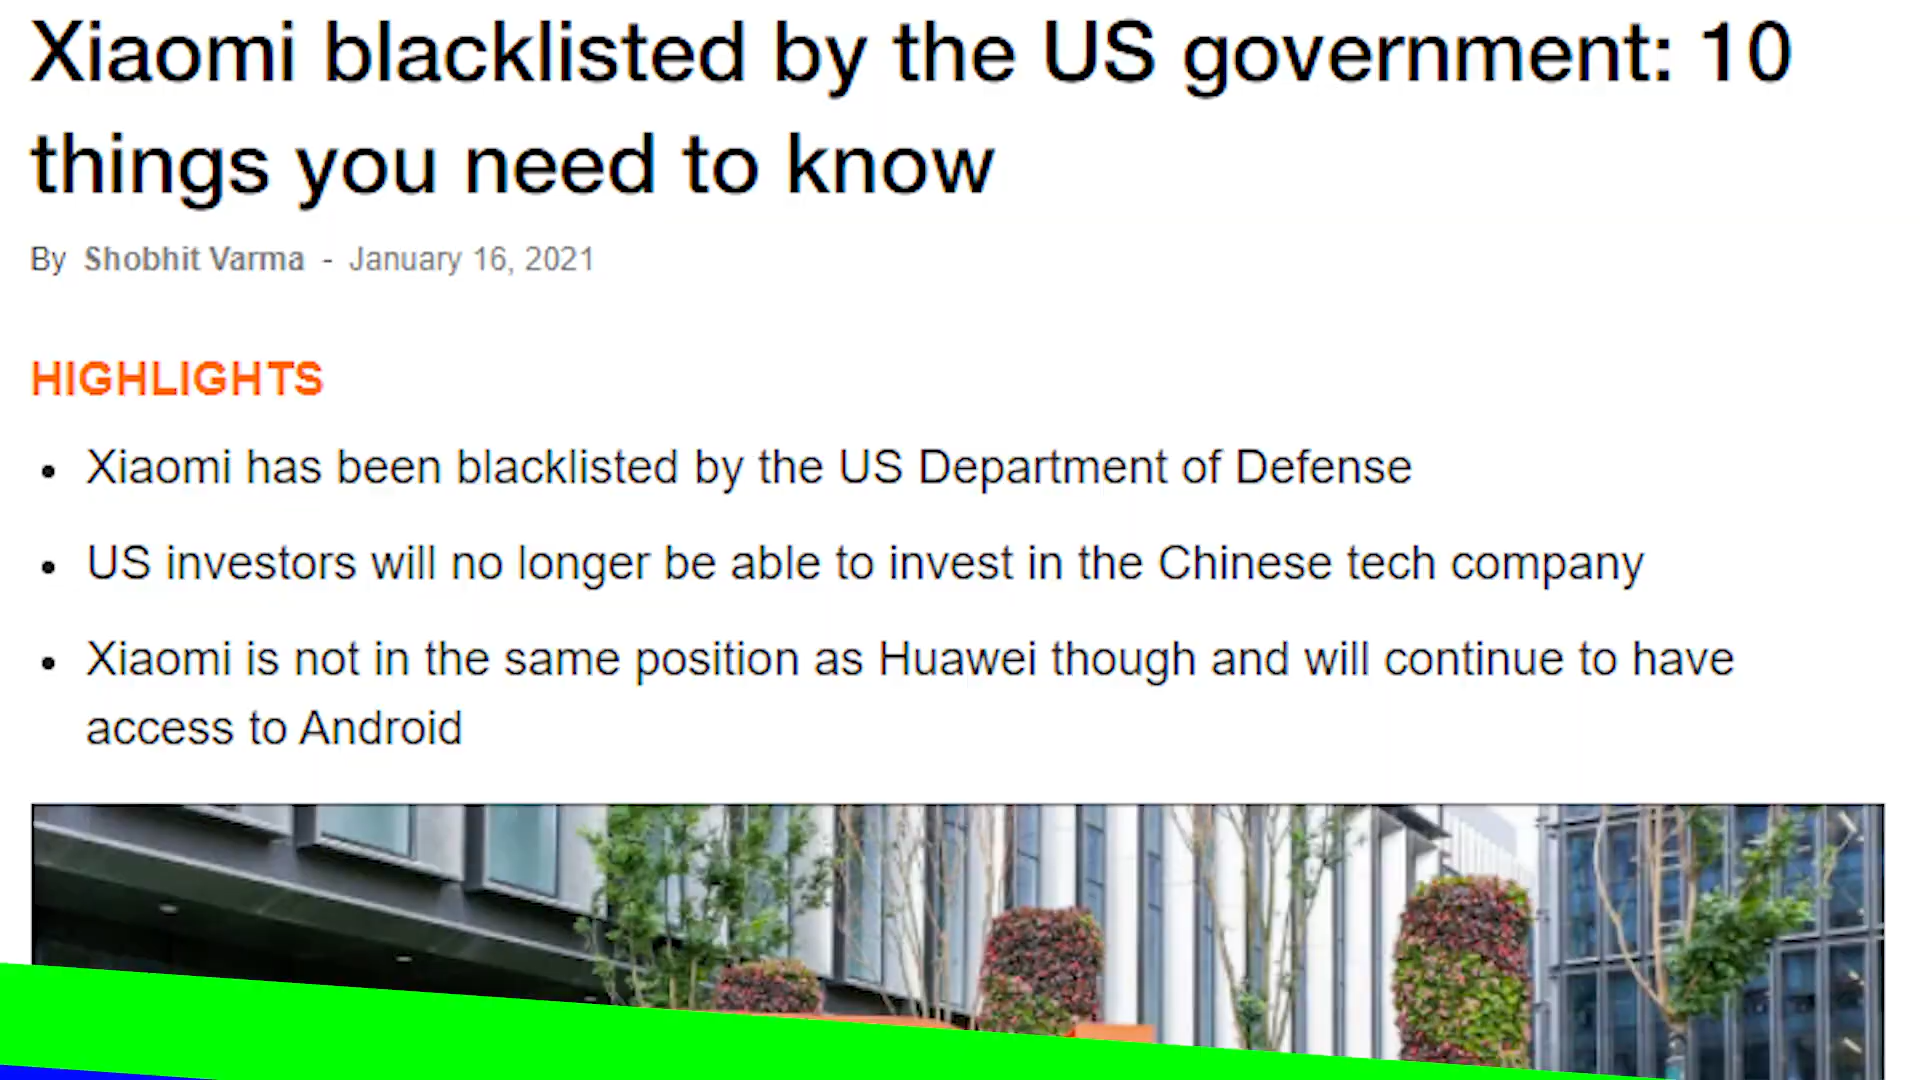 Xiaomi blacklisted by the US government: 10
things you need to know
By Shobhit Varma - January 16, 2021
HIGHLIGHTS
• Xiaomi has been blacklisted by the US Department of Defense
• US investors will no longer be able to invest in the Chinese tech company
• Xiaomi is not in the same position as Huawei though and will continue to have
access to Android